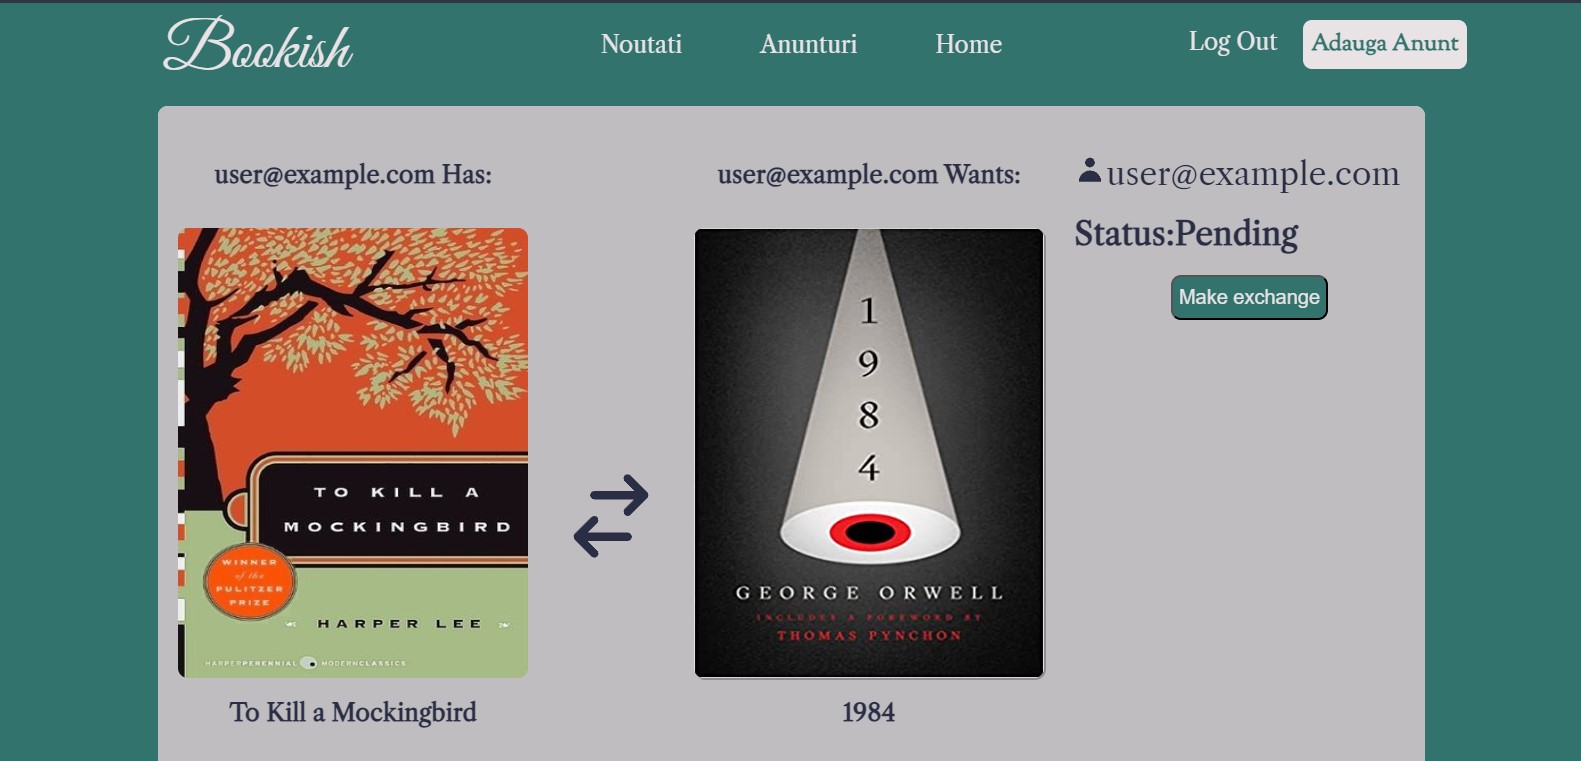 Bookish
Noutati
Anunturi
Home
Log Out
Adauga Anunt
user@example.com Has:
user@example.com Wants:
user@example.com
Status:Pending
Make exchange
TO KILL A
MOCKINGBIRD
WINNER
of the
PULITZER
PRIZE
HARPER LEE
HARPERPERENNIAL MODERNCLASSICS
To Kill a Mockingbird
1
9
8
4
GEORGE ORWELL
INCLUDES A FOREWORD BY
THOMAS PYNCHON
1984